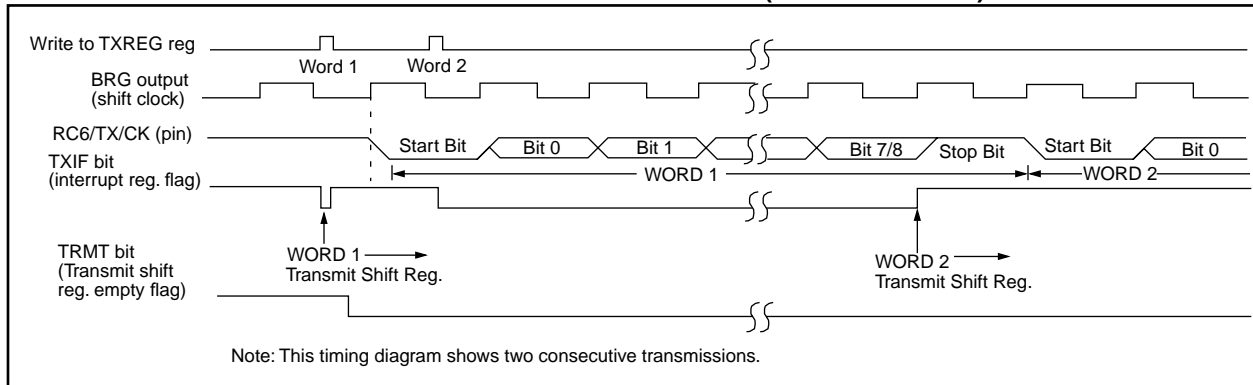 Write to TXREG reg
Word 1
Word 2
BRG output
(shift clock)
RC6/TX/CK (pin)
Start Bit
Bit 0
Bit 1
Bit 7/8
Stop Bit
Start Bit
Bit 0
TXIF bit
(interrupt reg. flag)
WORD 1
WORD 2
TRMT bit
(Transmit shift
reg. empty flag)
WORD 1
Transmit Shift Reg.
WORD 2
Transmit Shift Reg.
Note: This timing diagram shows two consecutive transmissions.